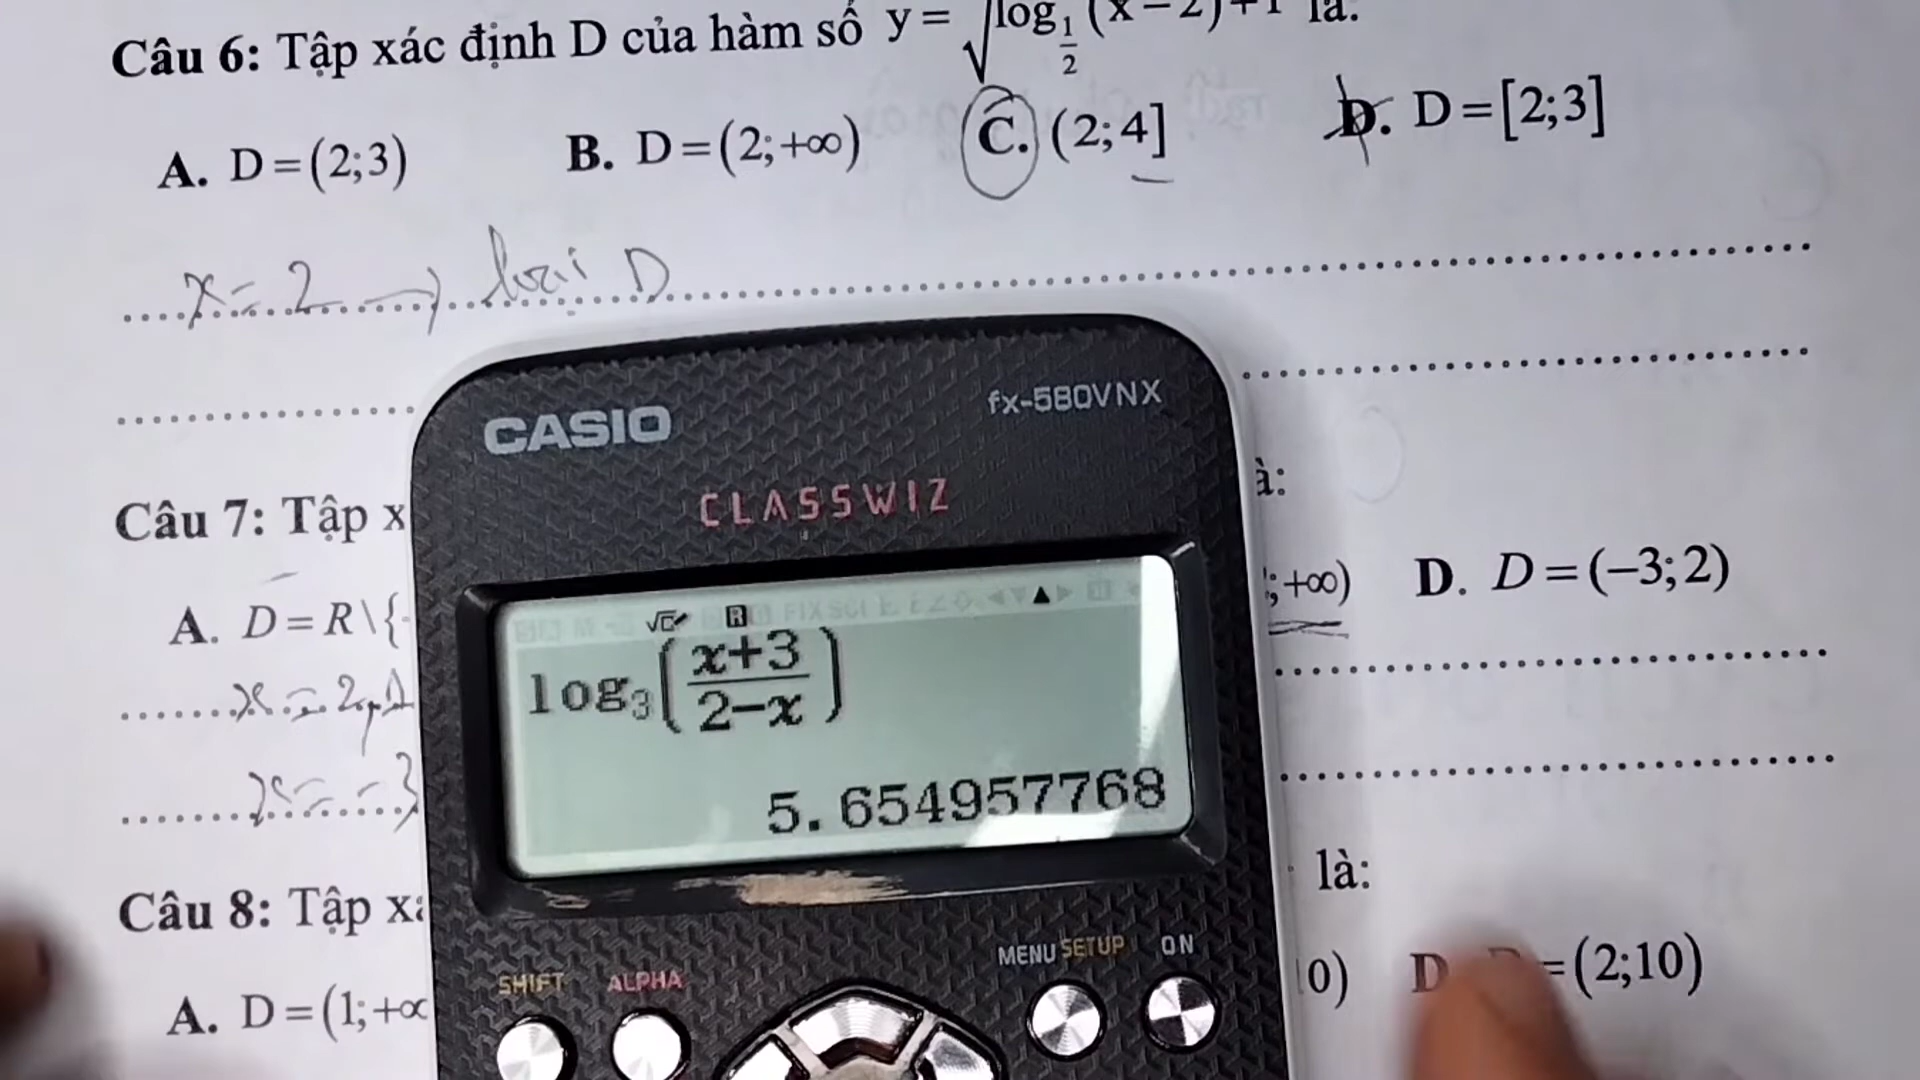 Câu 6: Tập xác định D của hàm số y = √log_{1/2}(x − 2) + 1 là:
A. D = (2;3) B. D = (2;+∞) C. (2;4] D. D = [2;3]
x = 2 → loại D
CASIO fx-580VNX
CLASSWIZ
Câu 7: Tập x à:
A. D = R\{ ;+∞) D. D = (−3;2)
√ R
log₃((x+3)/(2−x))
x = 2,1
5.654957768
x = -3
Câu 8: Tập xá là:
SHIFT ALPHA MENU SETUP ON
A. D = (1;+∞ 0) D = (2;10)